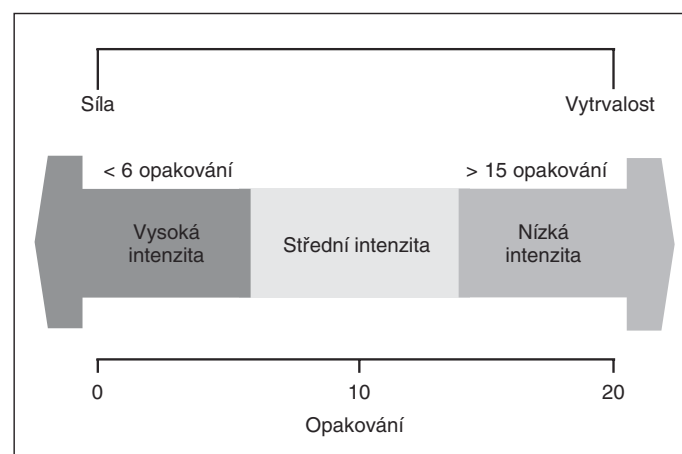 Síla
Vytrvalost
< 6 opakování
> 15 opakování
Vysoká
intenzita
Střední intenzita
Nízká
intenzita
0
10
20
Opakování